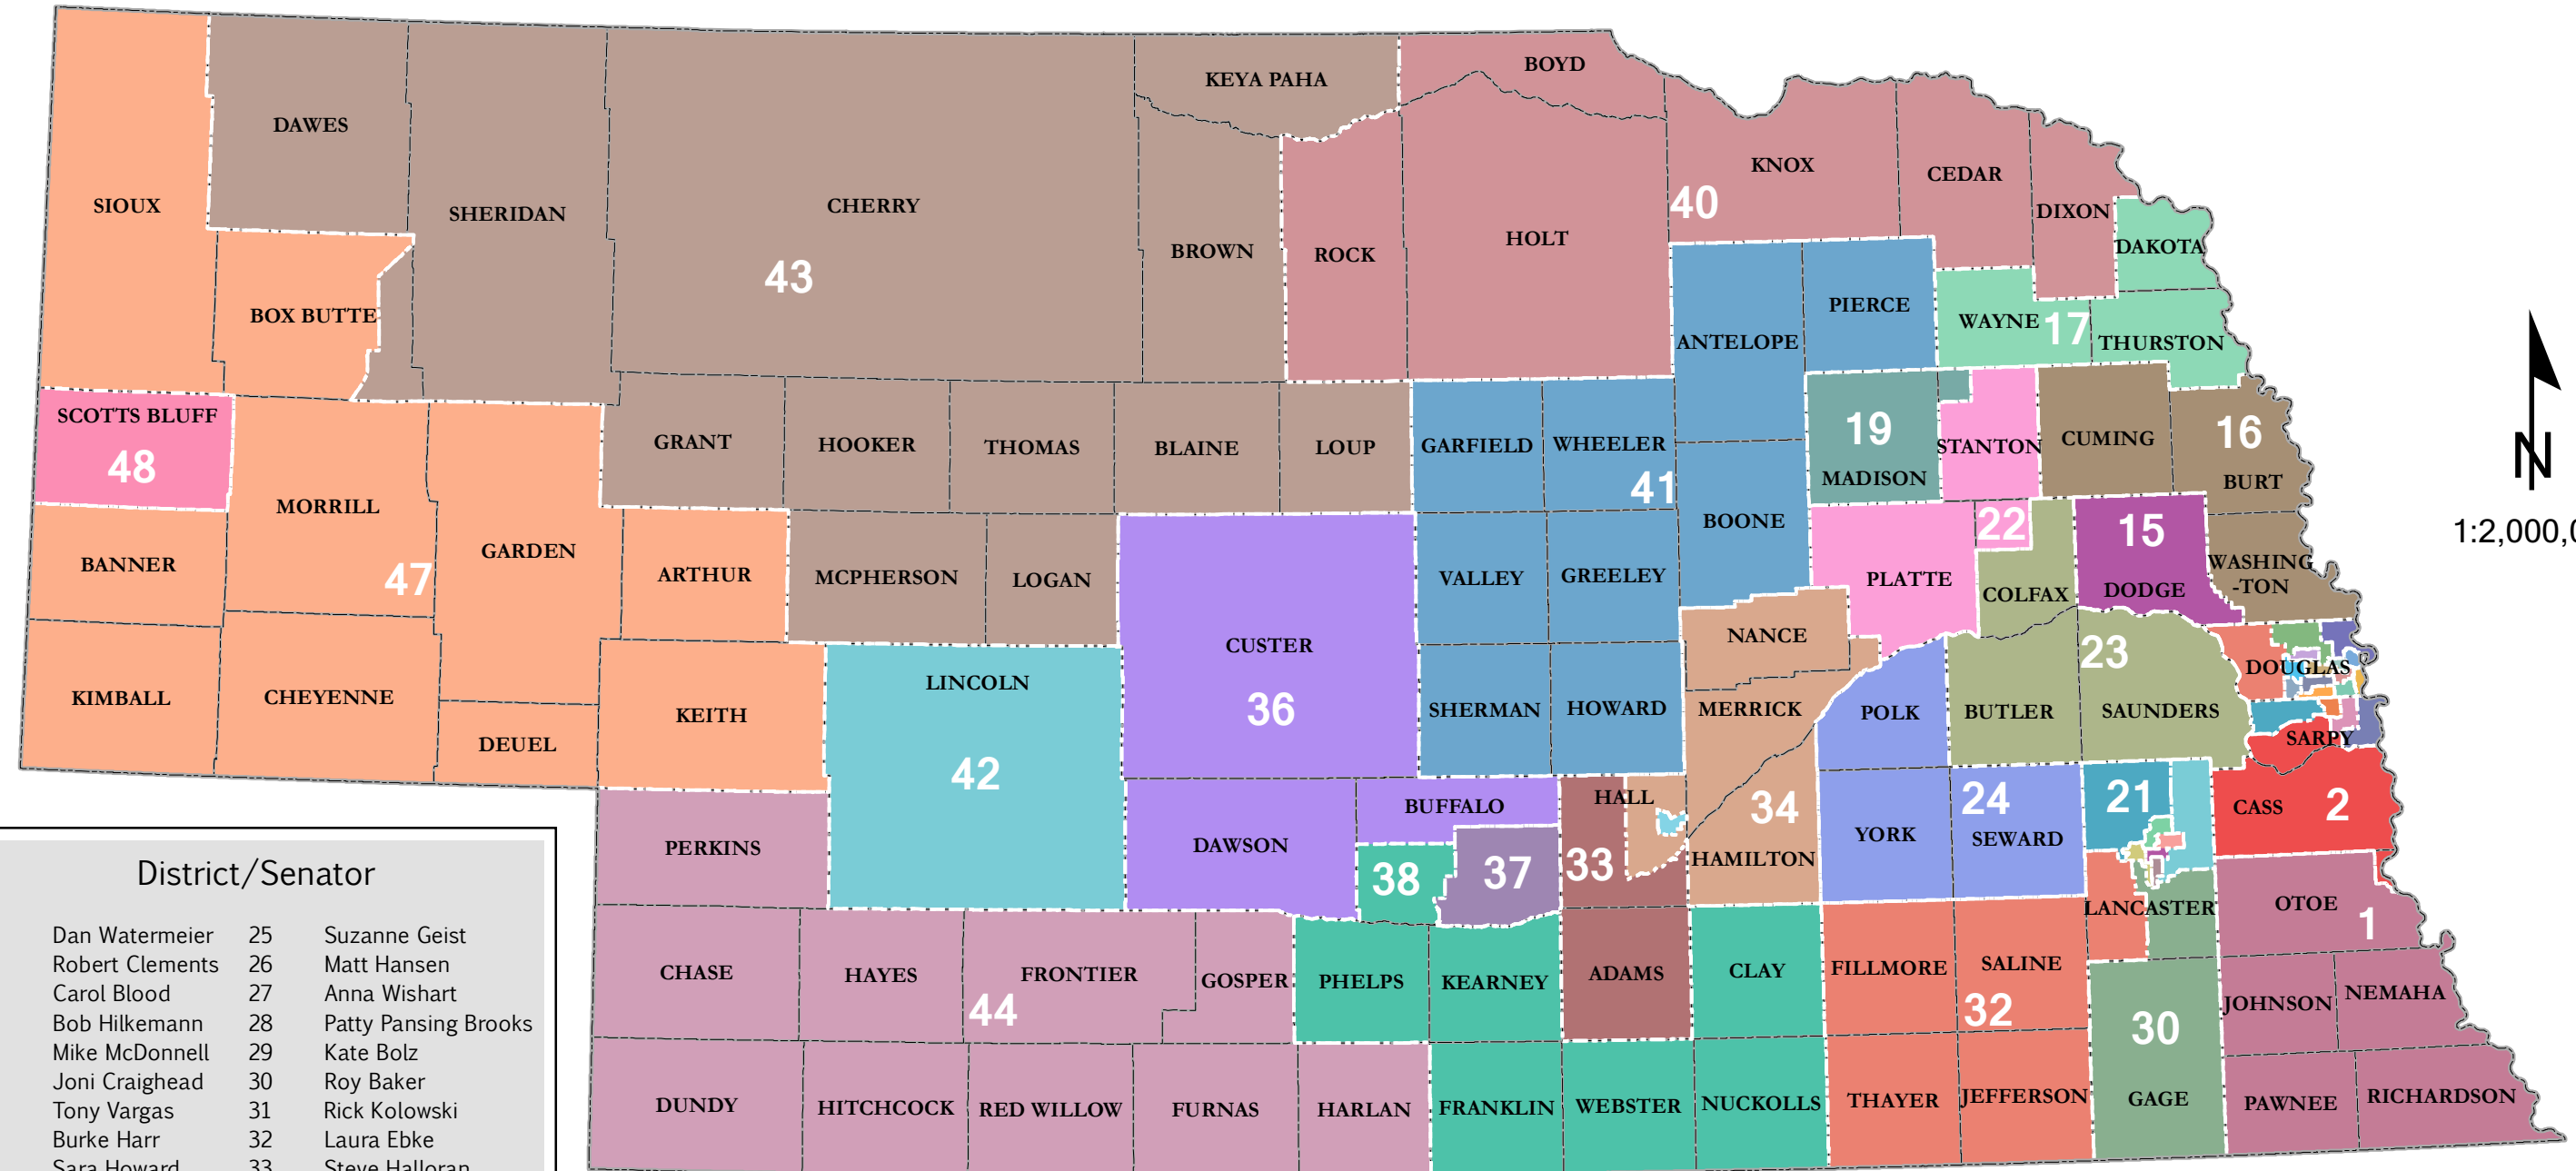 BOYD
KEYA PAHA
DAWES
KNOX
CEDAR
SIOUX
SHERIDAN
CHERRY
43
BROWN
ROCK
HOLT
40
DIXON
DAKOTA
BOX BUTTE
ANTELOPE
PIERCE
WAYNE
17
THURSTON
SCOTTS BLUFF
48
GRANT
HOOKER
THOMAS
BLAINE
LOUP
GARFIELD
WHEELER
41
19
MADISON
STANTON
CUMING
16
BURT
N
MORRILL
47
GARDEN
BANNER
ARTHUR
MCPHERSON
LOGAN
VALLEY
GREELEY
BOONE
22
PLATTE
COLFAX
15
DODGE
WASHING
-TON
1:2,000,0
KIMBALL
CHEYENNE
DEUEL
KEITH
LINCOLN
42
CUSTER
36
SHERMAN
HOWARD
NANCE
MERRICK
POLK
BUTLER
23
SAUNDERS
DOUGLAS
SARPY
PERKINS
DAWSON
BUFFALO
38
37
HALL
33
34
HAMILTON
YORK
24
SEWARD
21
CASS
2
LANCASTER
OTOE
1
CHASE
HAYES
FRONTIER
44
GOSPER
PHELPS
KEARNEY
ADAMS
CLAY
FILLMORE
SALINE
32
JOHNSON
NEMAHA
30
GAGE
DUNDY
HITCHCOCK
RED WILLOW
FURNAS
HARLAN
FRANKLIN
WEBSTER
NUCKOLLS
THAYER
JEFFERSON
PAWNEE
RICHARDSON
District/Senator
Dan Watermeier 25 Suzanne Geist
Robert Clements 26 Matt Hansen
Carol Blood 27 Anna Wishart
Bob Hilkemann 28 Patty Pansing Brooks
Mike McDonnell 29 Kate Bolz
Joni Craighead 30 Roy Baker
Tony Vargas 31 Rick Kolowski
Burke Harr 32 Laura Ebke
Sara Howard 33 Steve Halloran